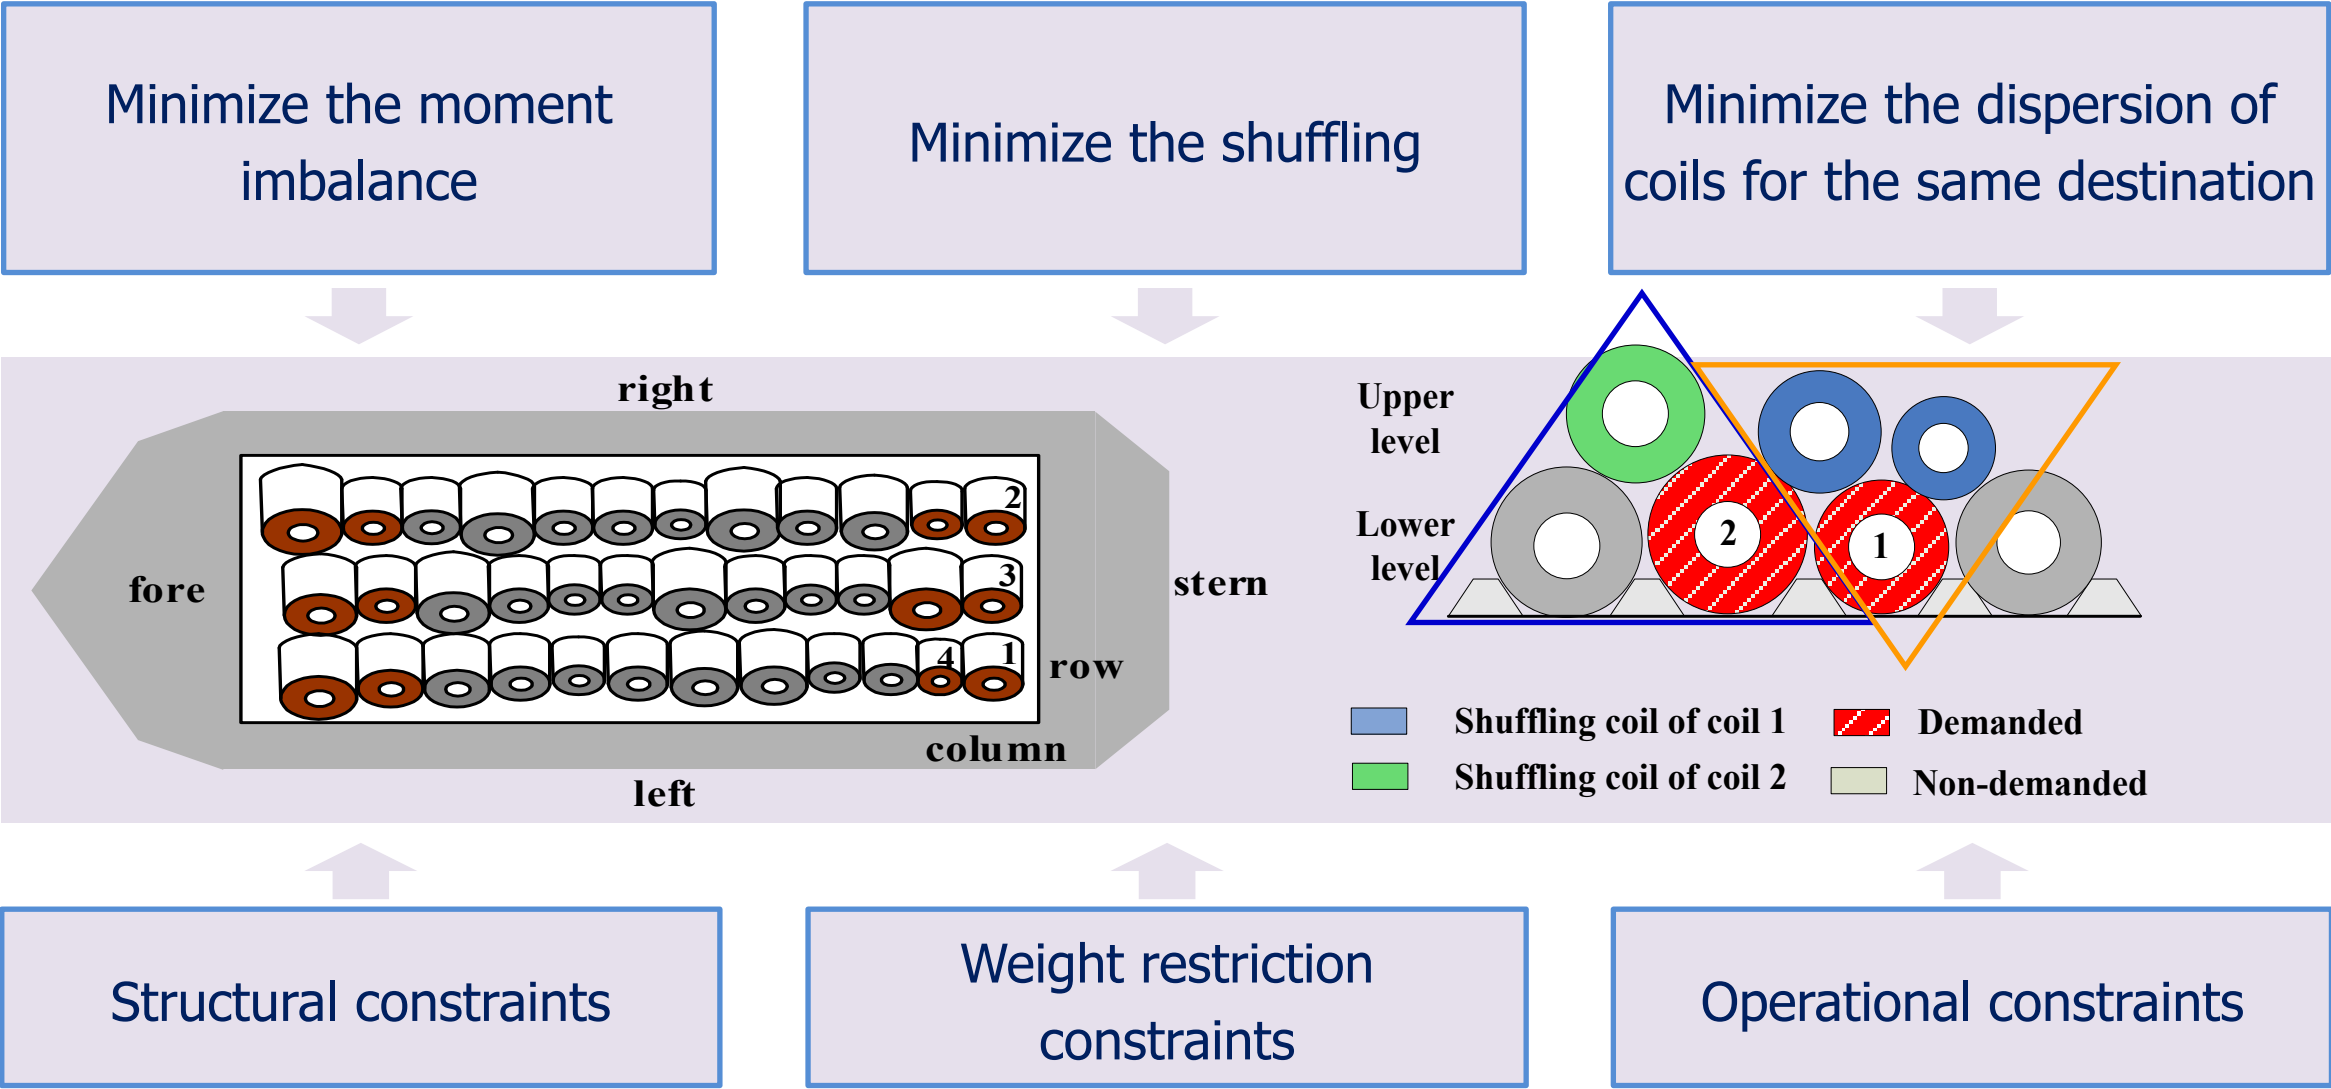 Minimize the moment
imbalance
Minimize the shuffling
Minimize the dispersion of
coils for the same destination
right
fore
stern
row
column
left
2
3
4
1
Upper
level
Lower
level
2
1
Shuffling coil of coil 1
Demanded
Shuffling coil of coil 2
Non-demanded
Structural constraints
Weight restriction
constraints
Operational constraints